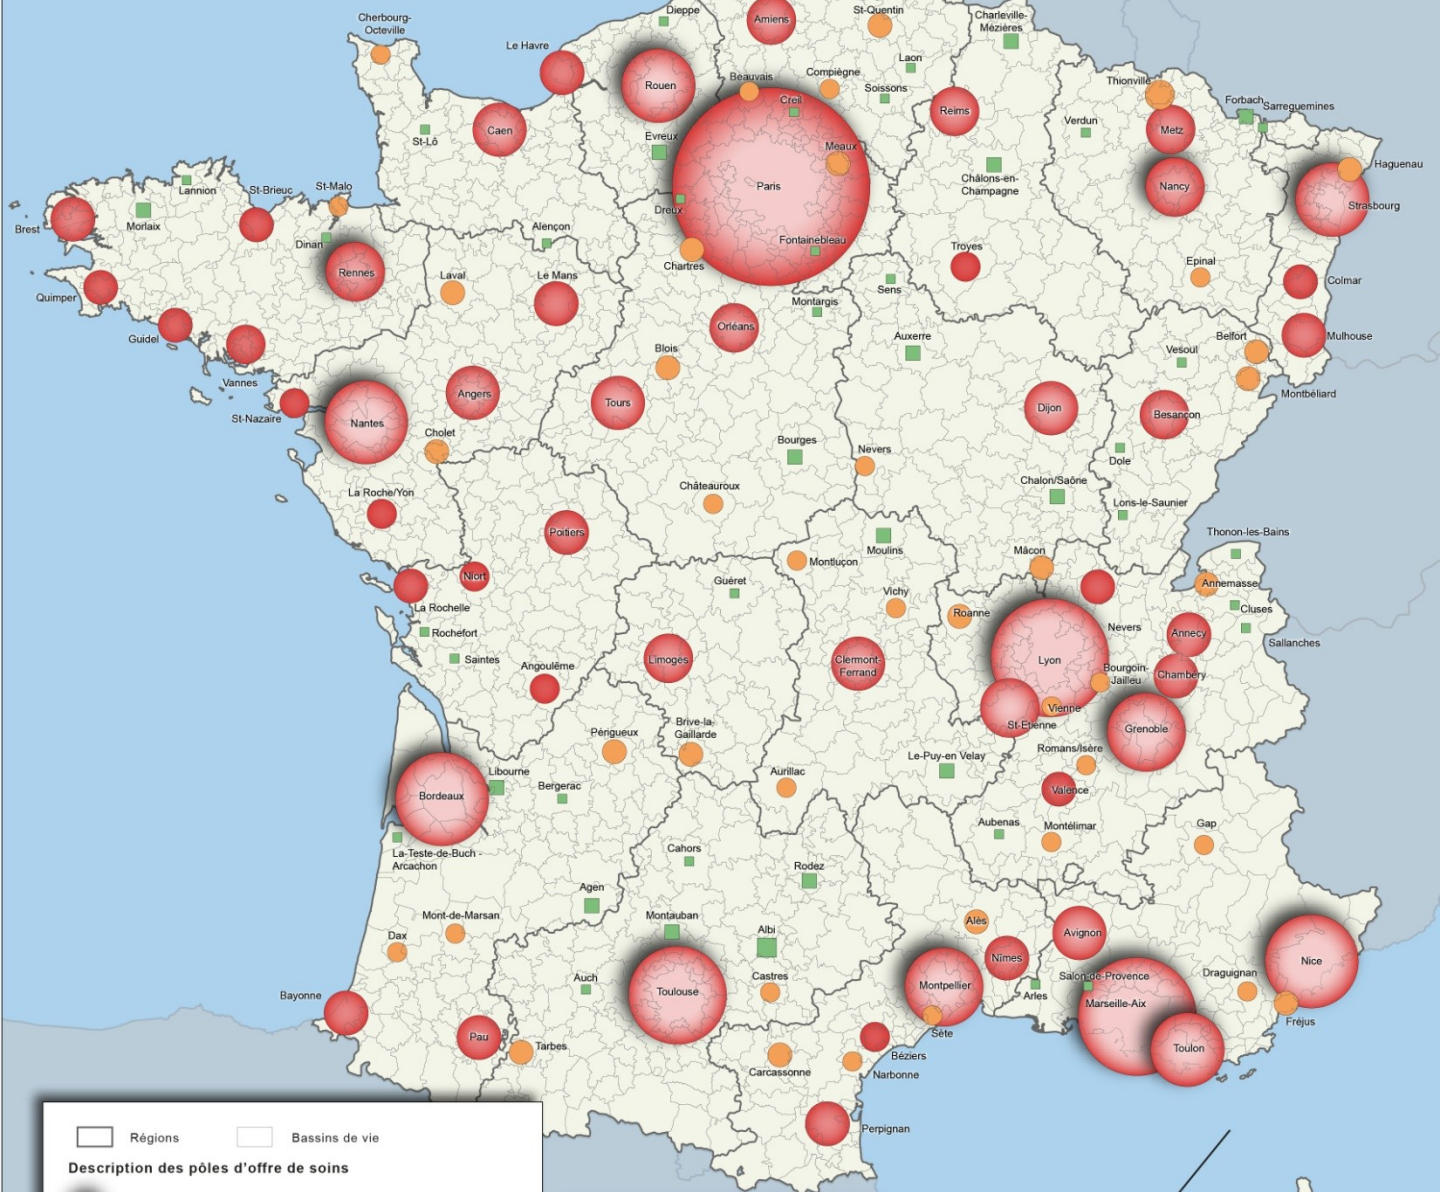 Cherbourg-
Octeville
Dieppe
Amiens
St-Quentin
Charleville-
Mézières
Le Havre
Rouen
Beauvais
Compiègne
Laon
Soissons
Creil
Reims
Thionville
Forbach
Sarreguemines
Verdun
Metz
Caen
St-Lô
Evreux
Meaux
Châlons-en-
Champagne
Nancy
Haguenau
Strasbourg
Paris
Lannion
St-Brieuc
St-Malo
Brest
Morlaix
Dinan
Alençon
Dreux
Fontainebleau
Troyes
Chartres
Epinal
Colmar
Rennes
Laval
Le Mans
Quimper
Sens
Montargis
Guidel
Orléans
Auxerre
Vesoul
Belfort
Mulhouse
Vannes
Blois
Montbéliard
St-Nazaire
Nantes
Angers
Tours
Dijon
Besançon
Cholet
Bourges
Nevers
Dole
Châteauroux
Chalon/Saône
La Roche/Yon
Lons-le-Saunier
Poitiers
Thonon-les-Bains
Moulins
Mâcon
Montluçon
Niort
Guéret
Annemasse
Vichy
La Rochelle
Roanne
Cluses
Rochefort
Nevers
Annecy
Sallanches
Saintes
Angoulême
Limoges
Clermont-
Ferrand
Lyon
Bourgoin-
Jailleu
Chambéry
Vienne
St-Etienne
Périgueux
Brive-la-
Gaillarde
Grenoble
Romans/Isère
Le-Puy-en Velay
Libourne
Bergerac
Aurillac
Valence
Bordeaux
Aubenas
Montélimar
Gap
La-Teste-de-Buch -
Arcachon
Cahors
Rodez
Agen
Mont-de-Marsan
Montauban
Albi
Alès
Avignon
Dax
Nîmes
Nice
Auch
Castres
Salon-de-Provence
Draguignan
Toulouse
Montpellier
Arles
Marseille-Aix
Bayonne
Fréjus
Sète
Pau
Tarbes
Béziers
Toulon
Carcassonne
Narbonne
Perpignan
Régions
Bassins de vie
Description des pôles d'offre de soins